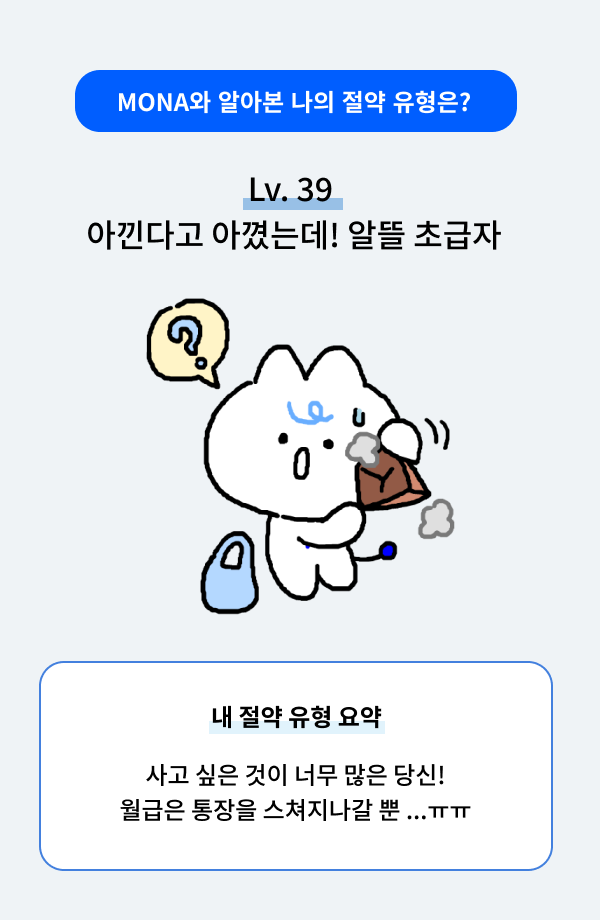 MONA와 알아본 나의 절약 유형은?
Lv. 39
아낀다고 아꼈는데! 알뜰 초급자
?
내 절약 유형 요약
사고 싶은 것이 너무 많은 당신!
월급은 통장을 스쳐지나갈 뿐 ...ㅠㅠ